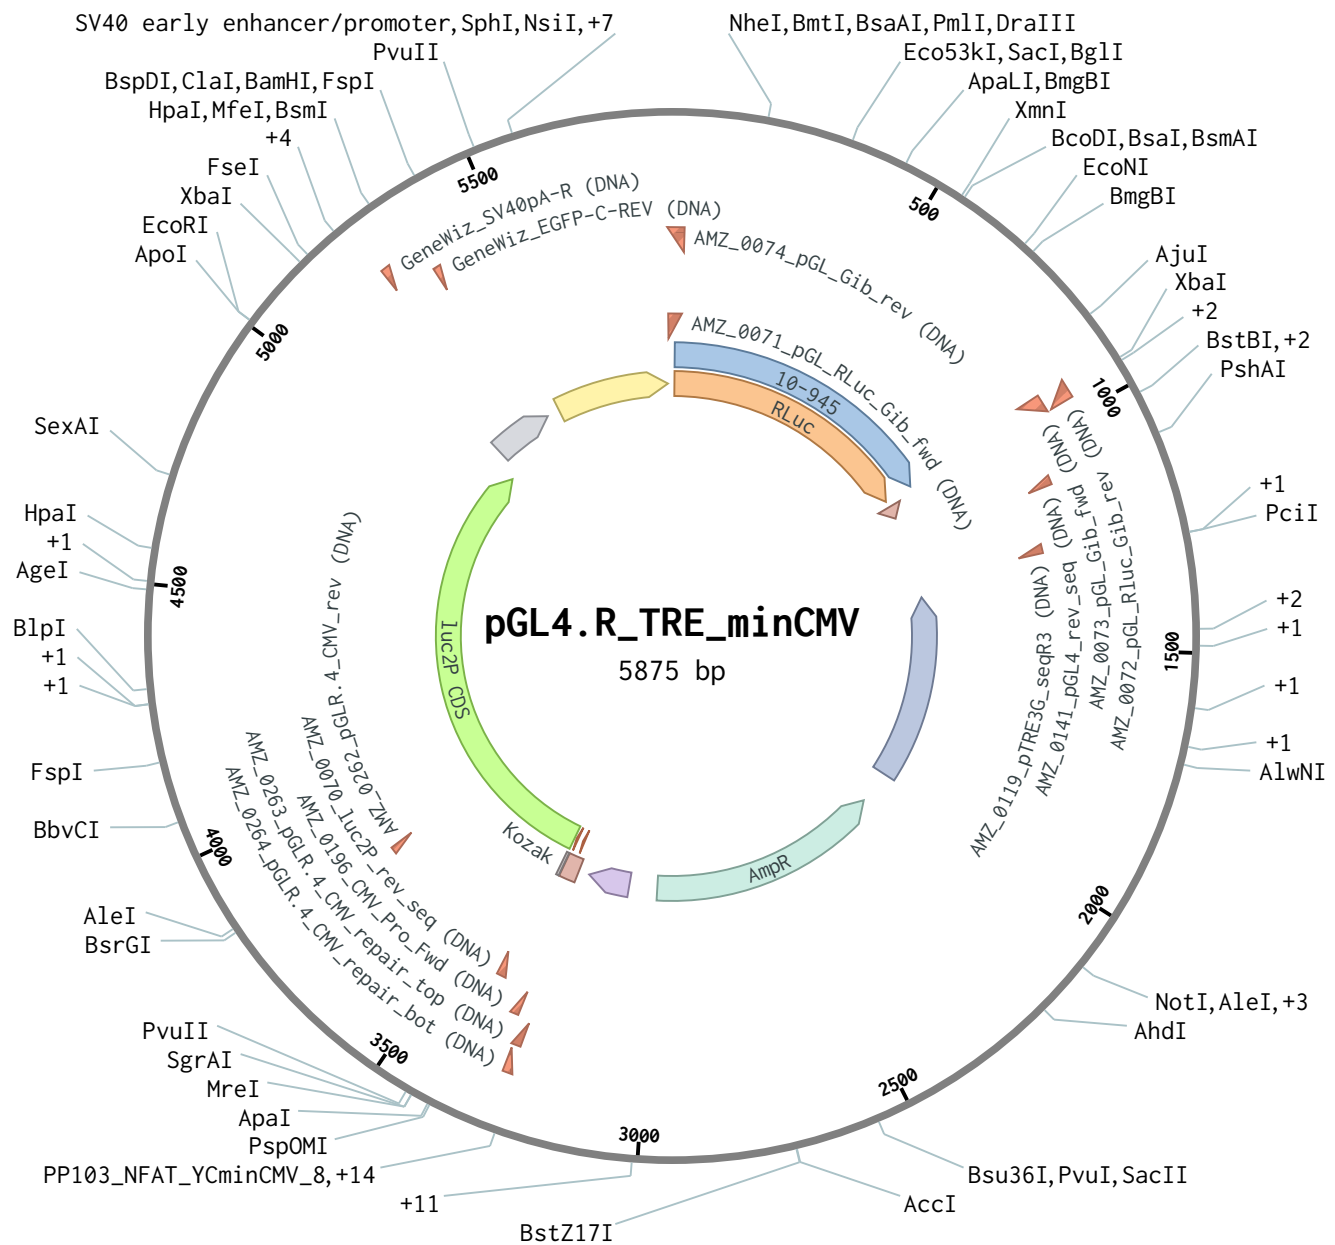 SV40 early enhancer/promoter,SphI,NsiI,+7
PvuII
BspDI,ClaI,BamHI,FspI
HpaI,MfeI,BsmI
+4
FseI
XbaI
EcoRI
ApoI
SexAI
HpaI
+1
AgeI
BlpI
+1
+1
FspI
BbvCI
AleI
BsrGI
PvuII
SgrAI
MreI
ApaI
PspOMI
PP103_NFAT_YCminCMV_8,+14
+11
BstZ17I
NheI,BmtI,BsaAI,PmlI,DraIII
Eco53kI,SacI,BglI
ApaLI,BmgBI
XmnI
BcoDI,BsaI,BsmAI
EcoNI
BmgBI
AjuI
XbaI
+2
BstBI,+2
PshAI
+1
PciI
+2
+1
+1
+1
AlwNI
NotI,AleI,+3
AhdI
Bsu36I,PvuI,SacII
AccI
500
1000
1500
2000
2500
3000
3500
4000
4500
5000
5500
GeneWiz_SV40pA-R (DNA)
GeneWiz_EGFP-C-REV (DNA)
AMZ_0074_pGL_Gib_rev (DNA)
AMZ_0071_pGL_RLuc_Gib_fwd (DNA)
10-945
RLuc
AMZ_0072_pGL_Rluc_Gib_rev (DNA)
AMZ_0073_pGL_Gib_fwd (DNA)
AMZ_0141_pGL4_rev_seq (DNA)
AMZ_0119_pTRE3G_seqR3 (DNA)
pGL4.R_TRE_minCMV
5875 bp
luc2P CDS
Kozak
AmpR
AMZ_0262_pGLR.4_CMV_rev (DNA)
AMZ_0070_luc2P_rev_seq (DNA)
AMZ_0196_CMV_Pro_Fwd (DNA)
AMZ_0263_pGLR.4_CMV_repair_top (DNA)
AMZ_0264_pGLR.4_CMV_repair_bot (DNA)